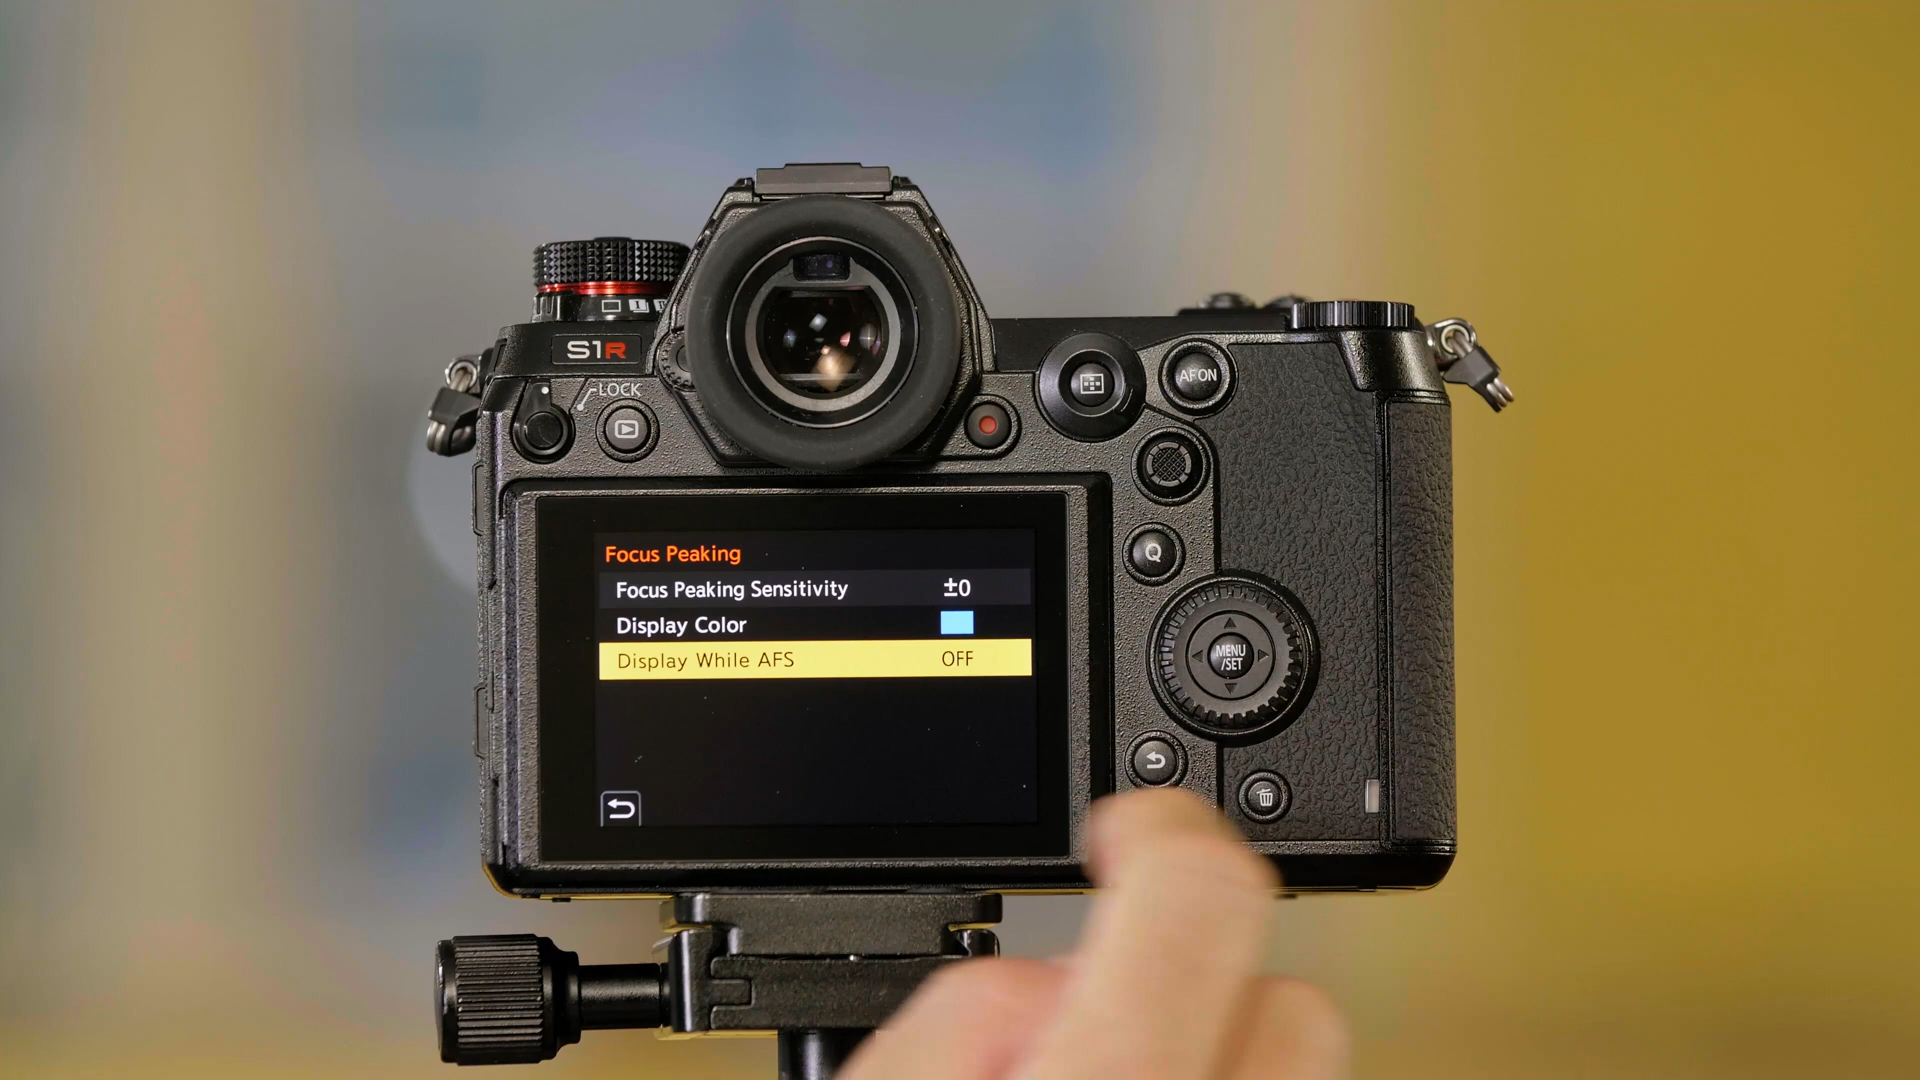 S1R
LOCK
AF ON
Q
Focus Peaking
Focus Peaking Sensitivity ±0
Display Color
Display While AFS OFF
MENU
/SET